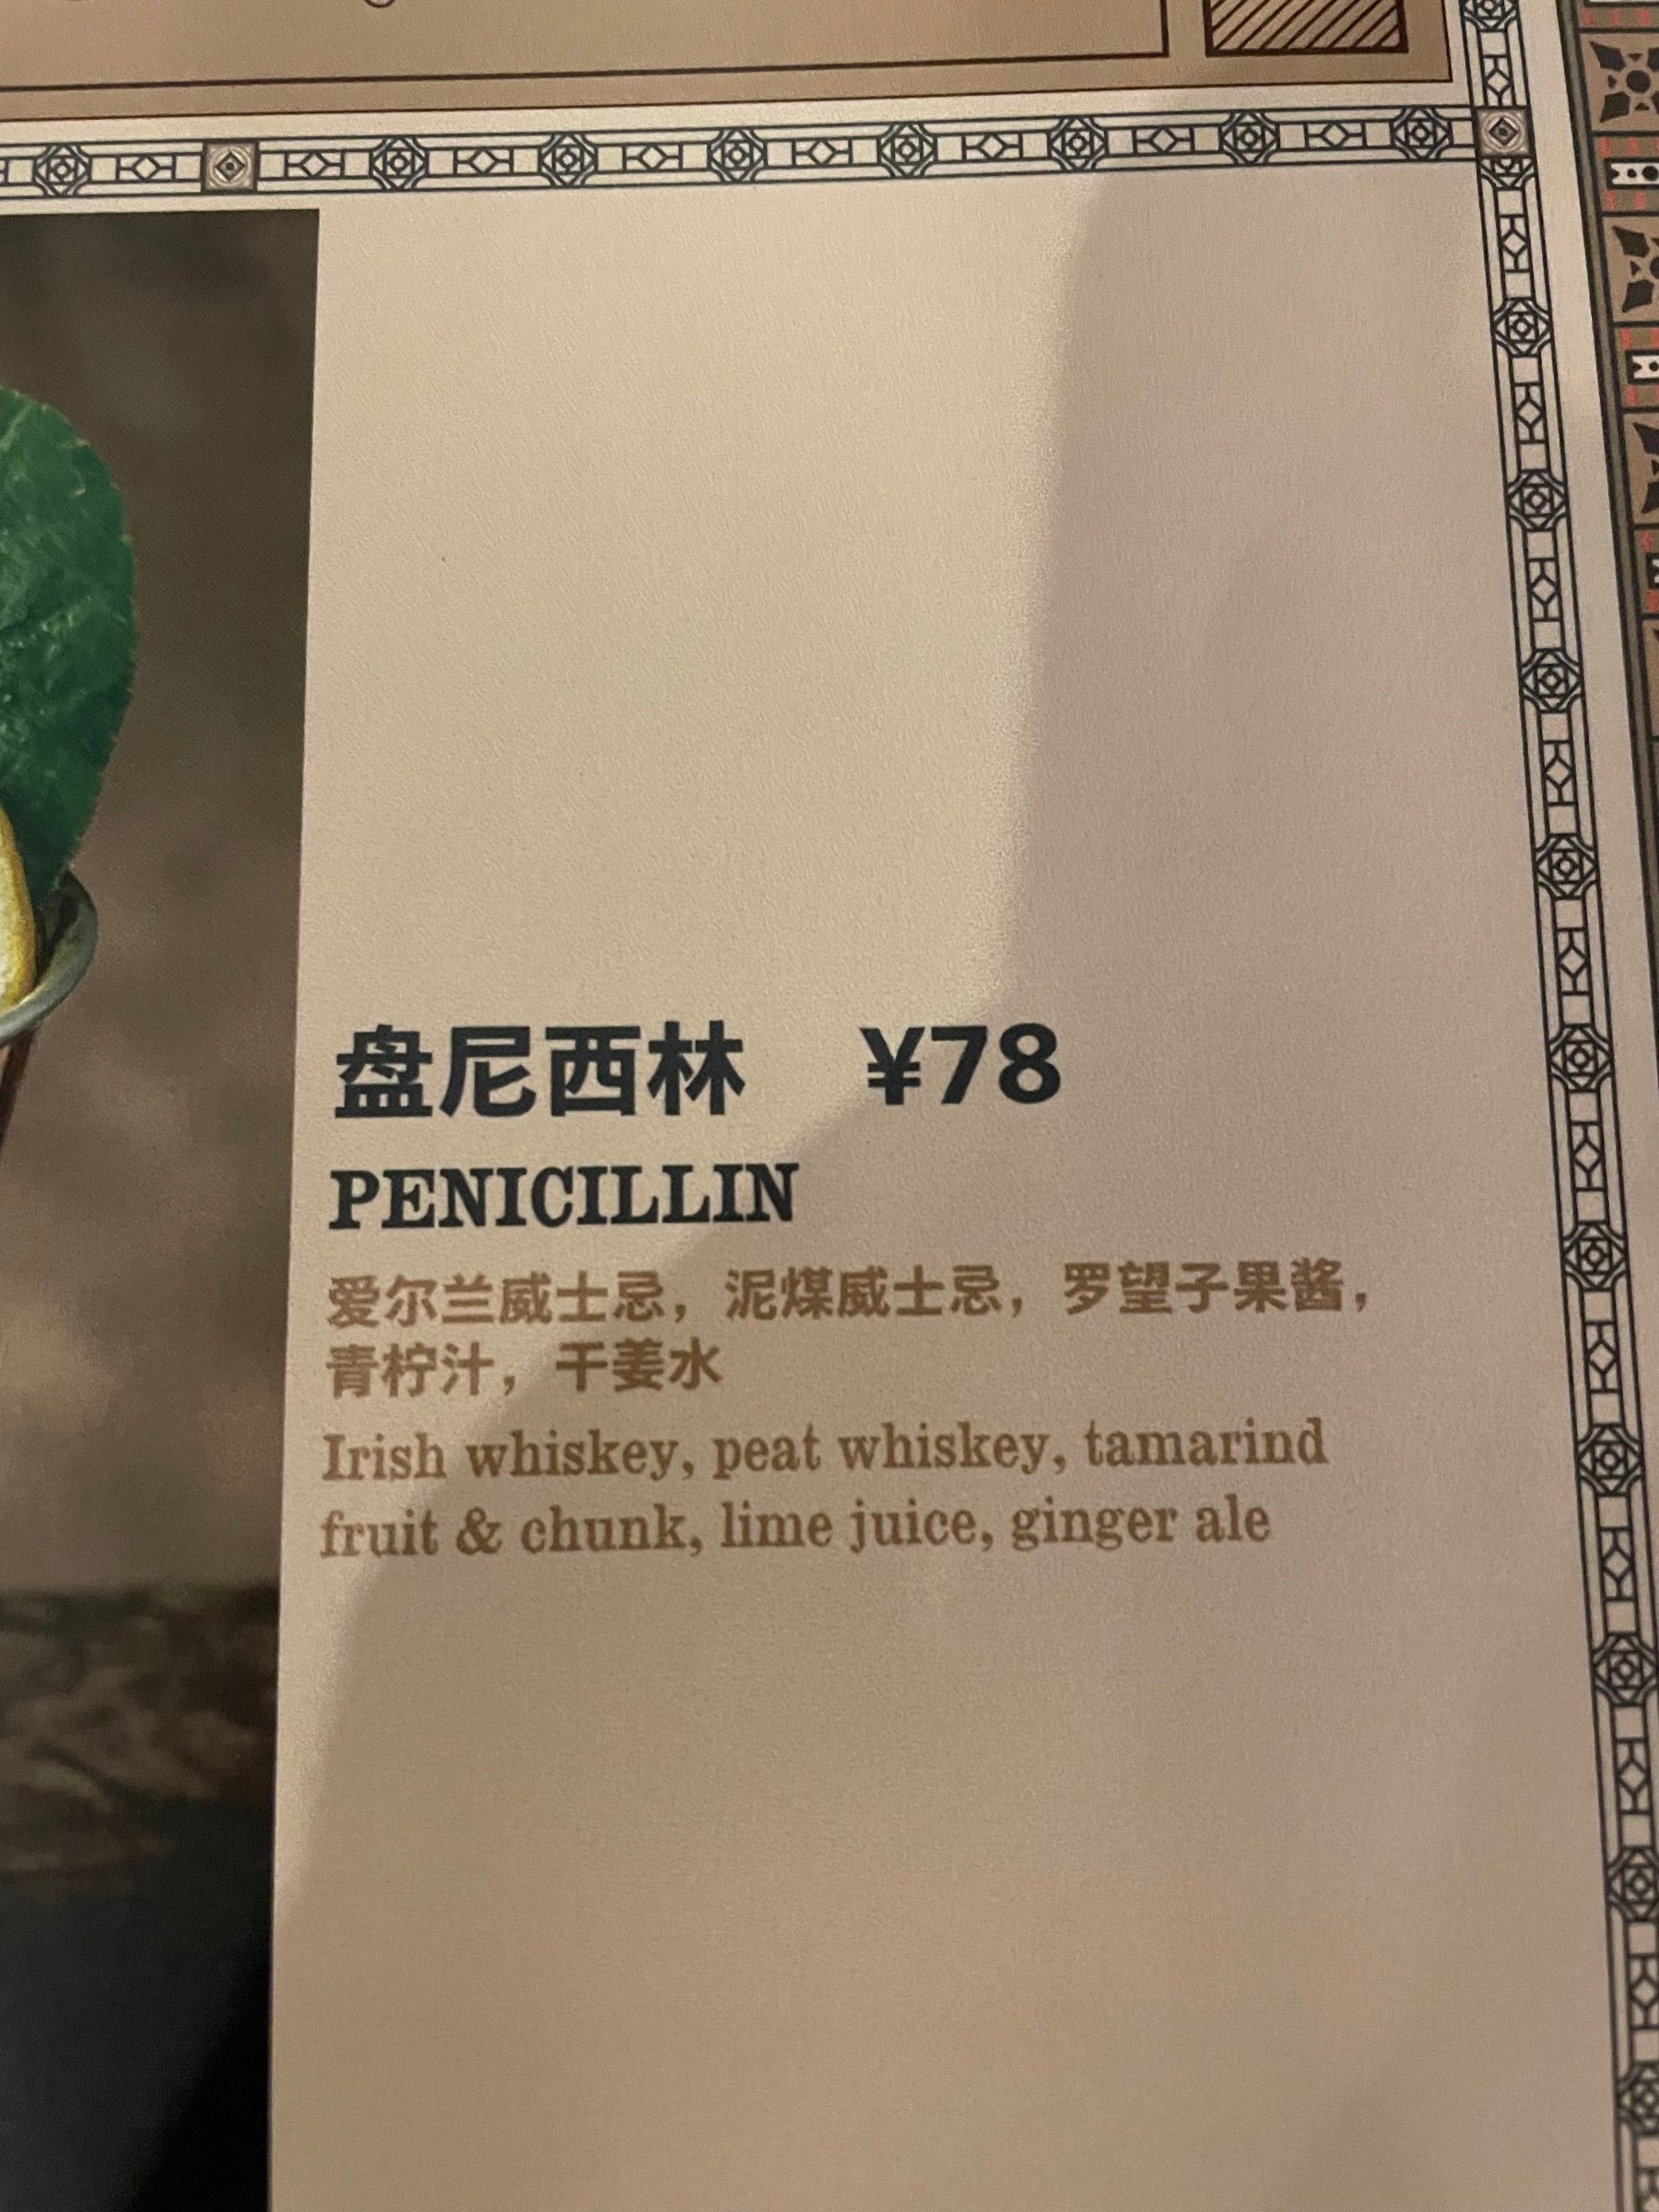 盘尼西林 ¥78
PENICILLIN
爱尔兰威士忌，泥煤威士忌，罗望子果酱，
青柠汁，干姜水
Irish whiskey, peat whiskey, tamarind
fruit & chunk, lime juice, ginger ale